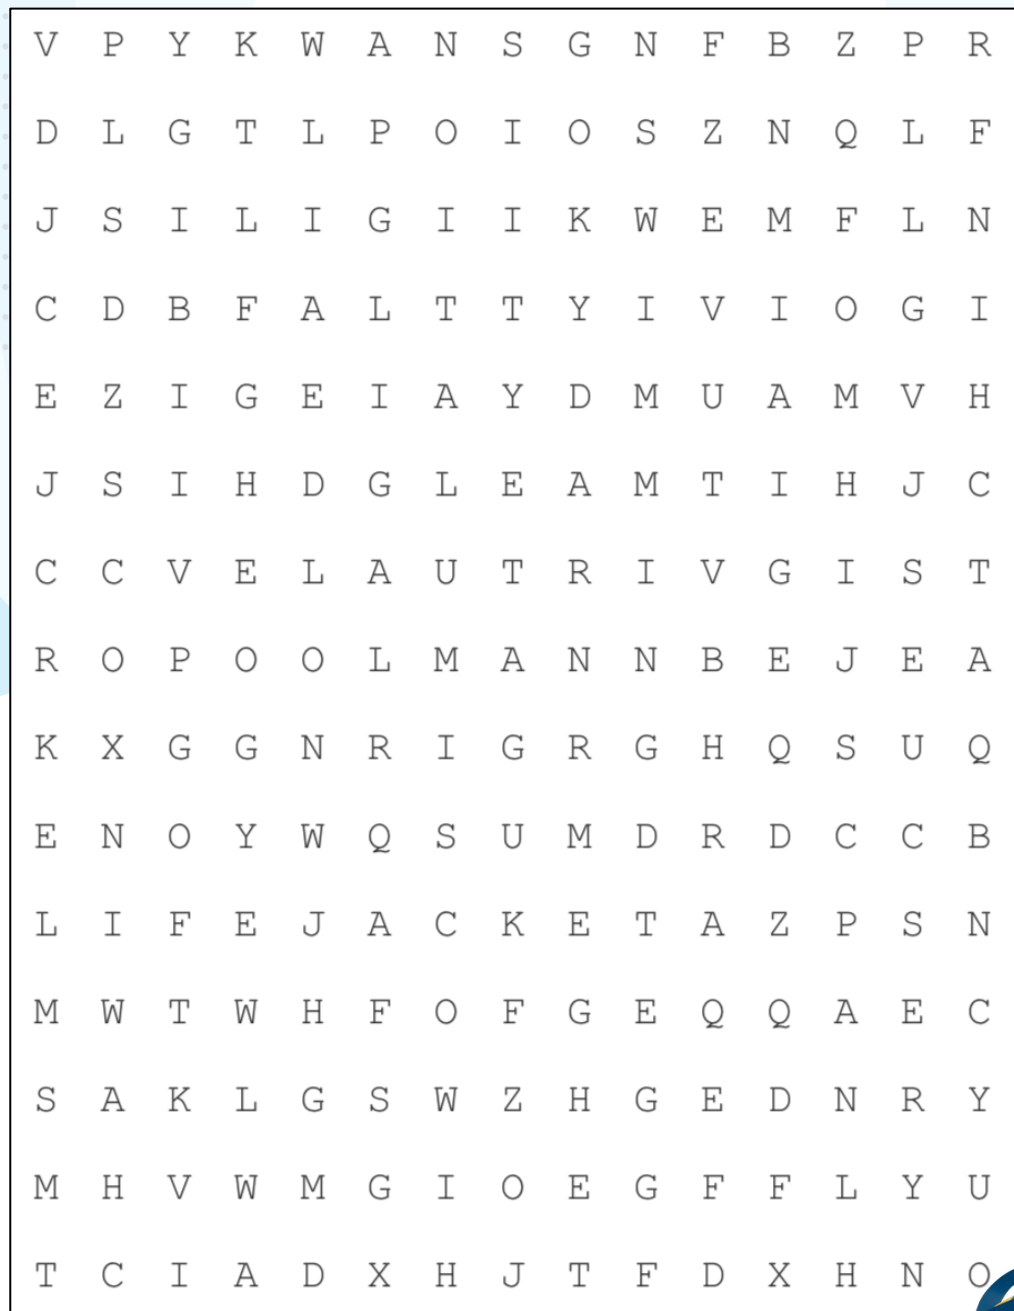 V P Y K W A N S G N F B Z P R
D L G T L P O I O S Z N Q L F
J S I L I G I I K W E M F L N
C D B F A L T T Y I V I O G I
E Z I G E I A Y D M U A M V H
J S I H D G L E A M T I H J C
C C V E L A U T R I V G I S T
R O P O O L M A N N B E J E A
K X G G N R I G R G H Q S U Q
E N O Y W Q S U M D R D C C B
L I F E J A C K E T A Z P S N
M W T W H F O F G E Q Q A E C
S A K L G S W Z H G E D N R Y
M H V W M G I O E G F F L Y U
T C I A D X H J T F D X H N O